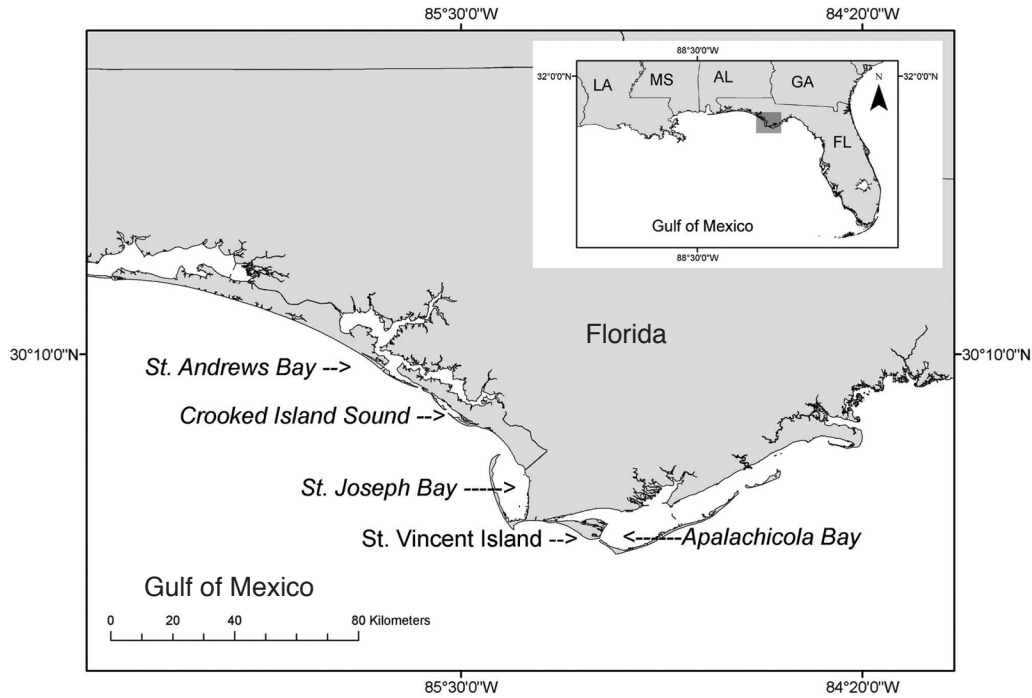 85°30'0"W 84°20'0"W
88°30'0"W
32°0'0"N 32°0'0"N
N
LA MS AL GA
FL
Gulf of Mexico
88°30'0"W
Florida
30°10'0"N 30°10'0"N
St. Andrews Bay -->
Crooked Island Sound -->
St. Joseph Bay ----->
St. Vincent Island -->
<-----Apalachicola Bay
Gulf of Mexico
0 20 40 80 Kilometers
85°30'0"W 84°20'0"W